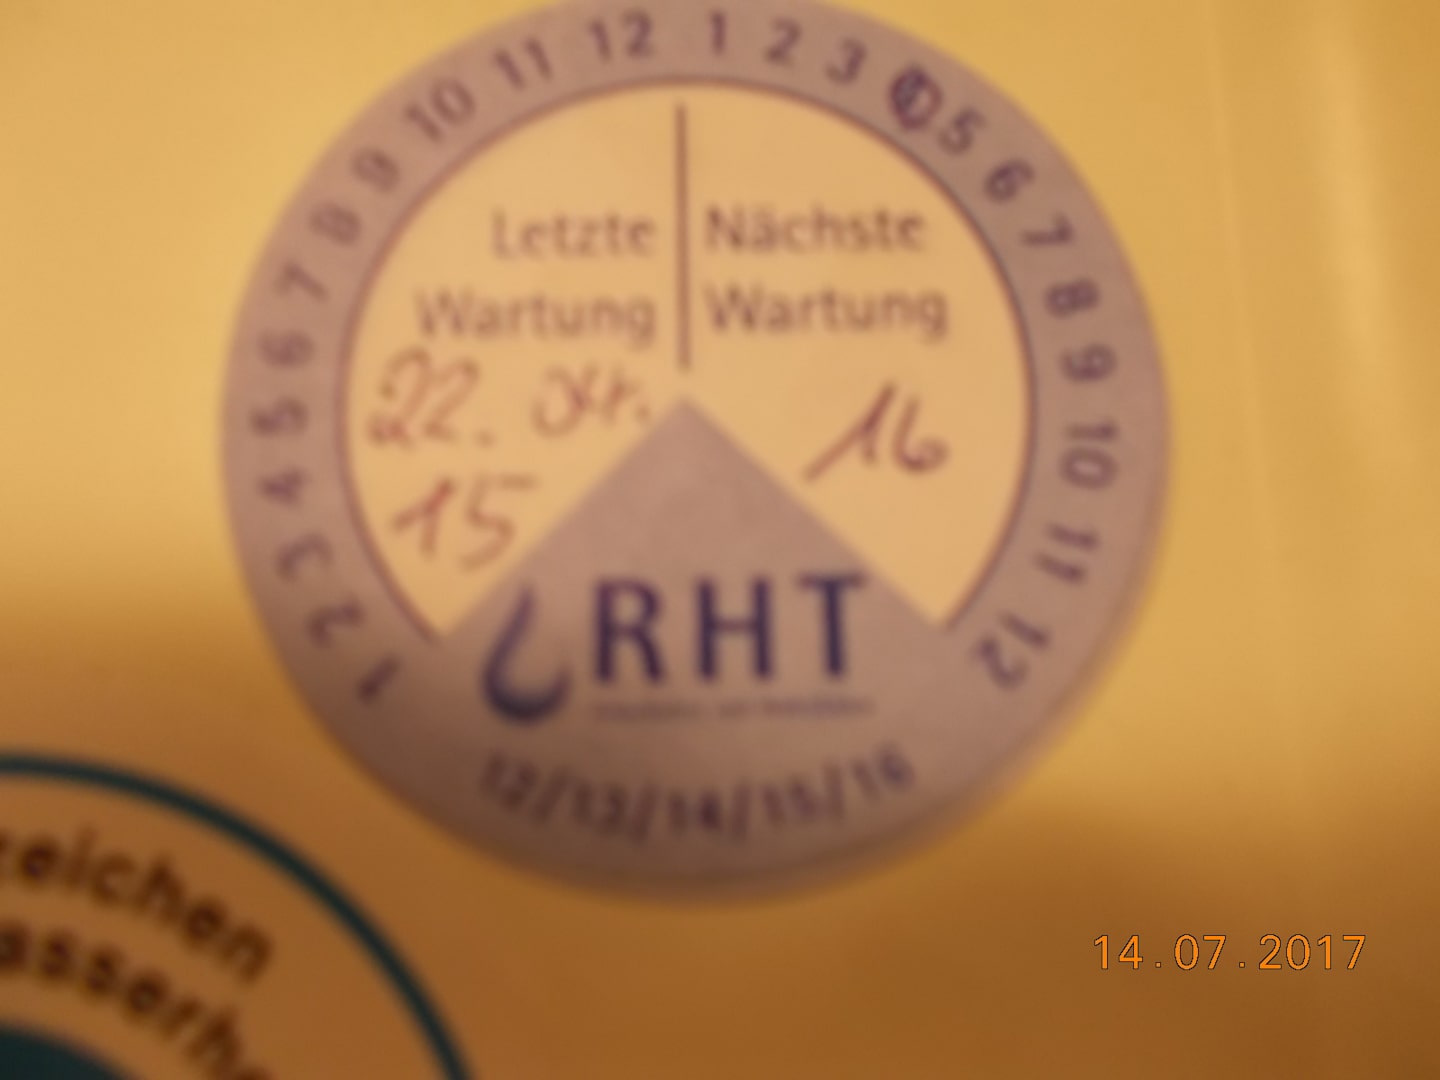 12 1
11 2
10 3
9 4 5
8 6
7 7
6 8
5 9
4 10
3 11
2 12
1
Letzte
Wartung
22. Okt.
15
Nächste
Wartung
16
RHT
12/13/14/15/16
zeichen
asserh
14.07.2017